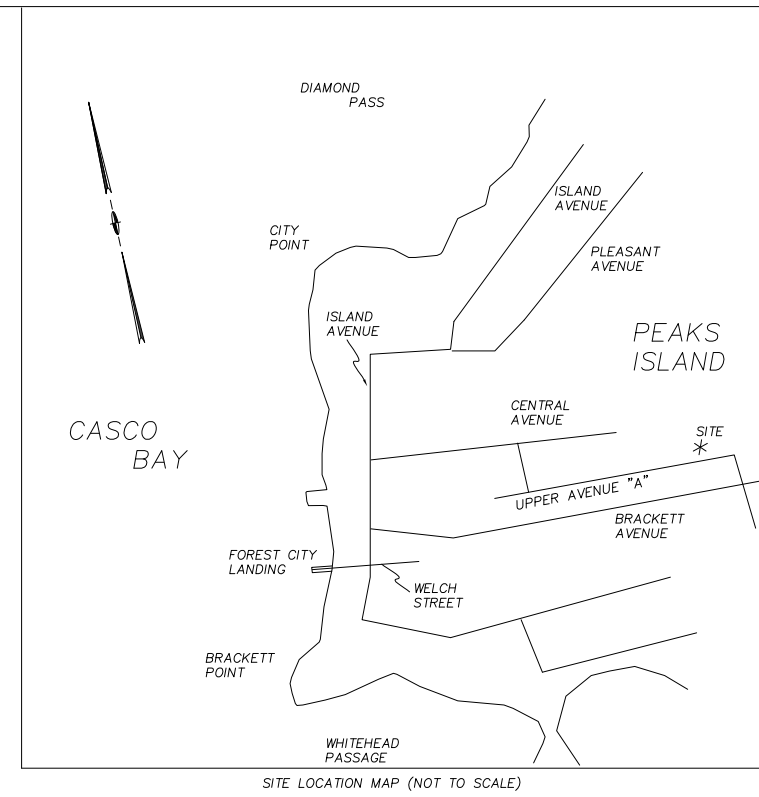 DIAMOND
PASS
ISLAND
AVENUE
CITY
POINT
PLEASANT
AVENUE
ISLAND
AVENUE
PEAKS
ISLAND
CENTRAL
AVENUE
CASCO
BAY
SITE
UPPER AVENUE "A"
BRACKETT
AVENUE
FOREST CITY
LANDING
WELCH
STREET
BRACKETT
POINT
WHITEHEAD
PASSAGE
SITE LOCATION MAP (NOT TO SCALE)